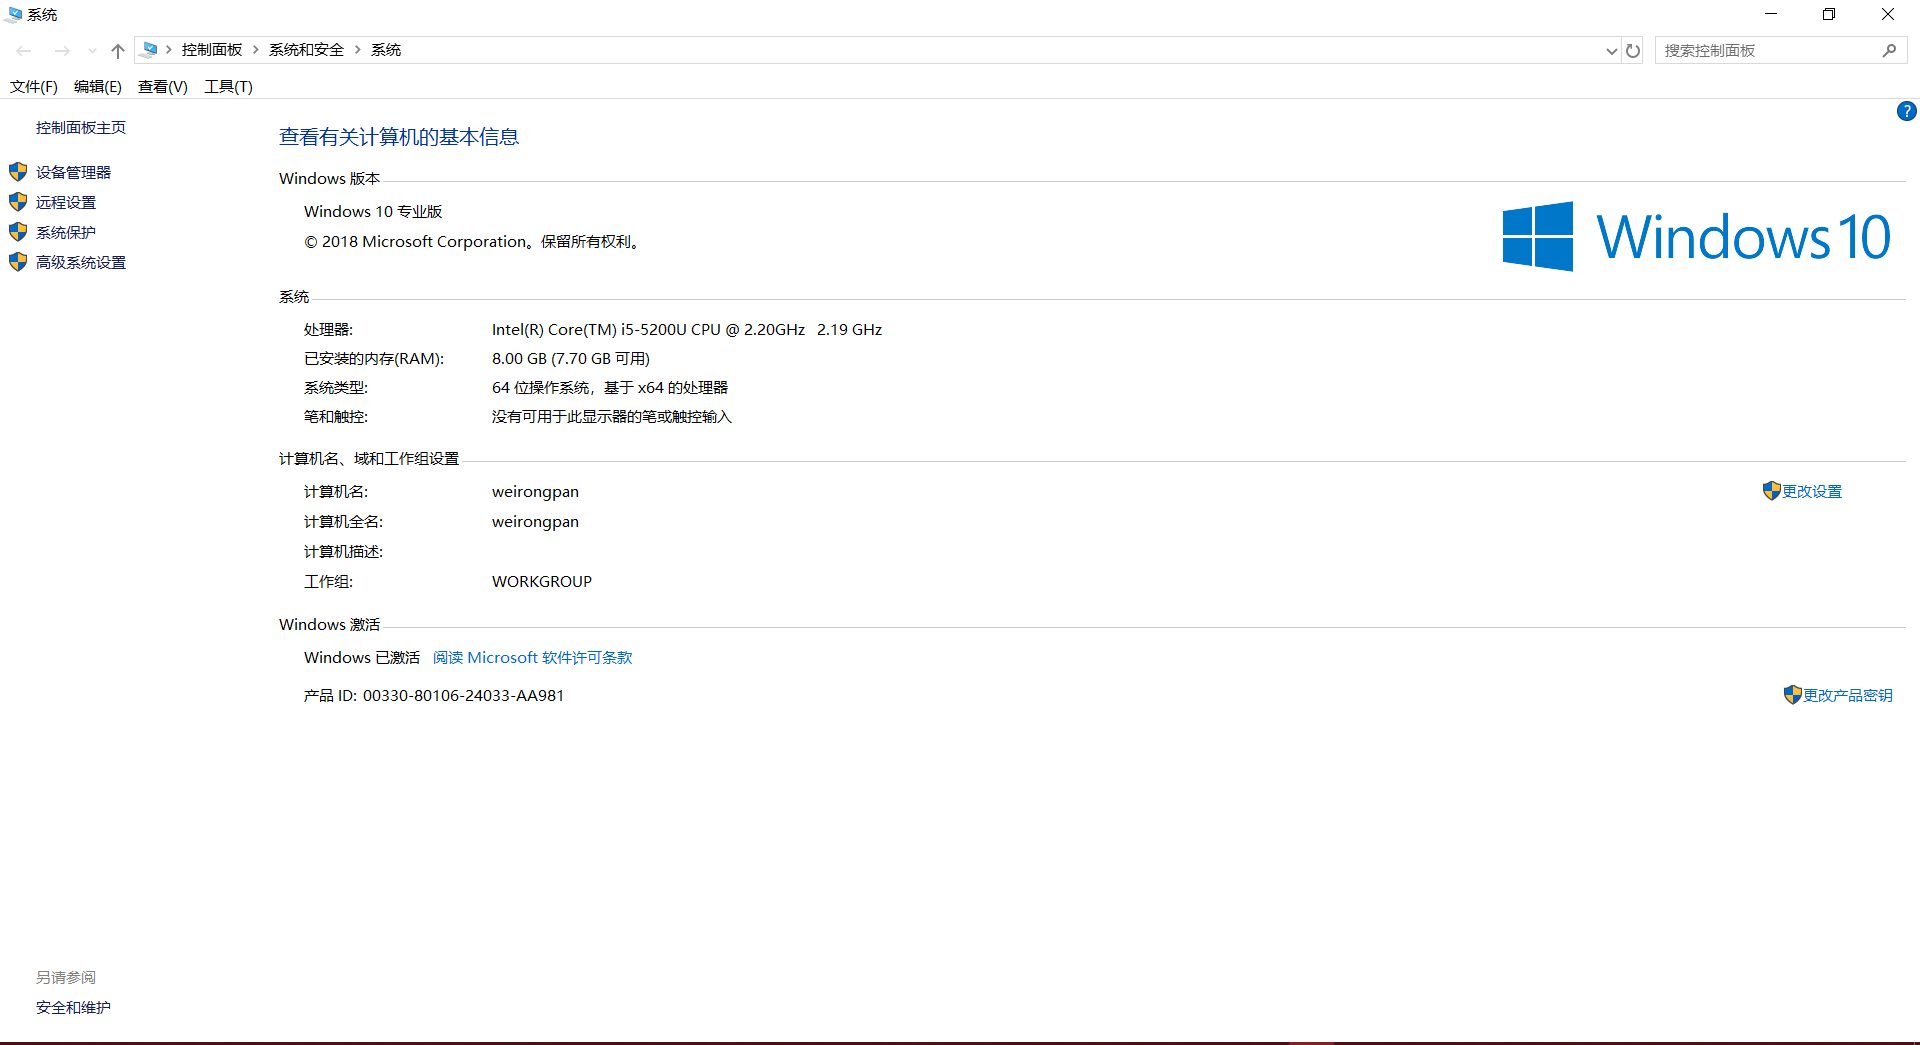 系统
控制面板 系统和安全 系统
搜索控制面板
文件(F) 编辑(E) 查看(V) 工具(T)
?
控制面板主页
设备管理器
远程设置
系统保护
高级系统设置
查看有关计算机的基本信息
Windows 版本
Windows 10 专业版
© 2018 Microsoft Corporation。保留所有权利。
Windows 10
系统
处理器: Intel(R) Core(TM) i5-5200U CPU @ 2.20GHz 2.19 GHz
已安装的内存(RAM): 8.00 GB (7.70 GB 可用)
系统类型: 64 位操作系统，基于 x64 的处理器
笔和触控: 没有可用于此显示器的笔或触控输入
计算机名、域和工作组设置
计算机名: weirongpan 更改设置
计算机全名: weirongpan
计算机描述:
工作组: WORKGROUP
Windows 激活
Windows 已激活 阅读 Microsoft 软件许可条款
产品 ID: 00330-80106-24033-AA981 更改产品密钥
另请参阅
安全和维护